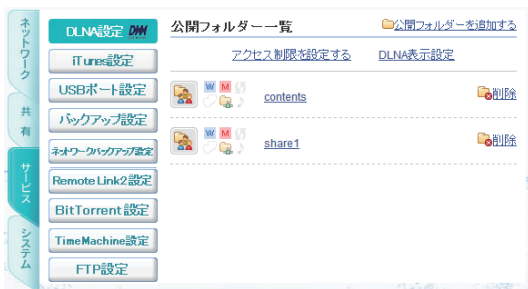 ネットワーク
共有
サービス
システム
DLNA設定
iTunes設定
USBポート設定
バックアップ設定
ネットワークバックアップ設定
Remote Link2設定
BitTorrent設定
TimeMachine設定
FTP設定
公開フォルダー一覧
公開フォルダーを追加する
アクセス制限を設定する
DLNA表示設定
W M
contents
削除
W M
share1
削除